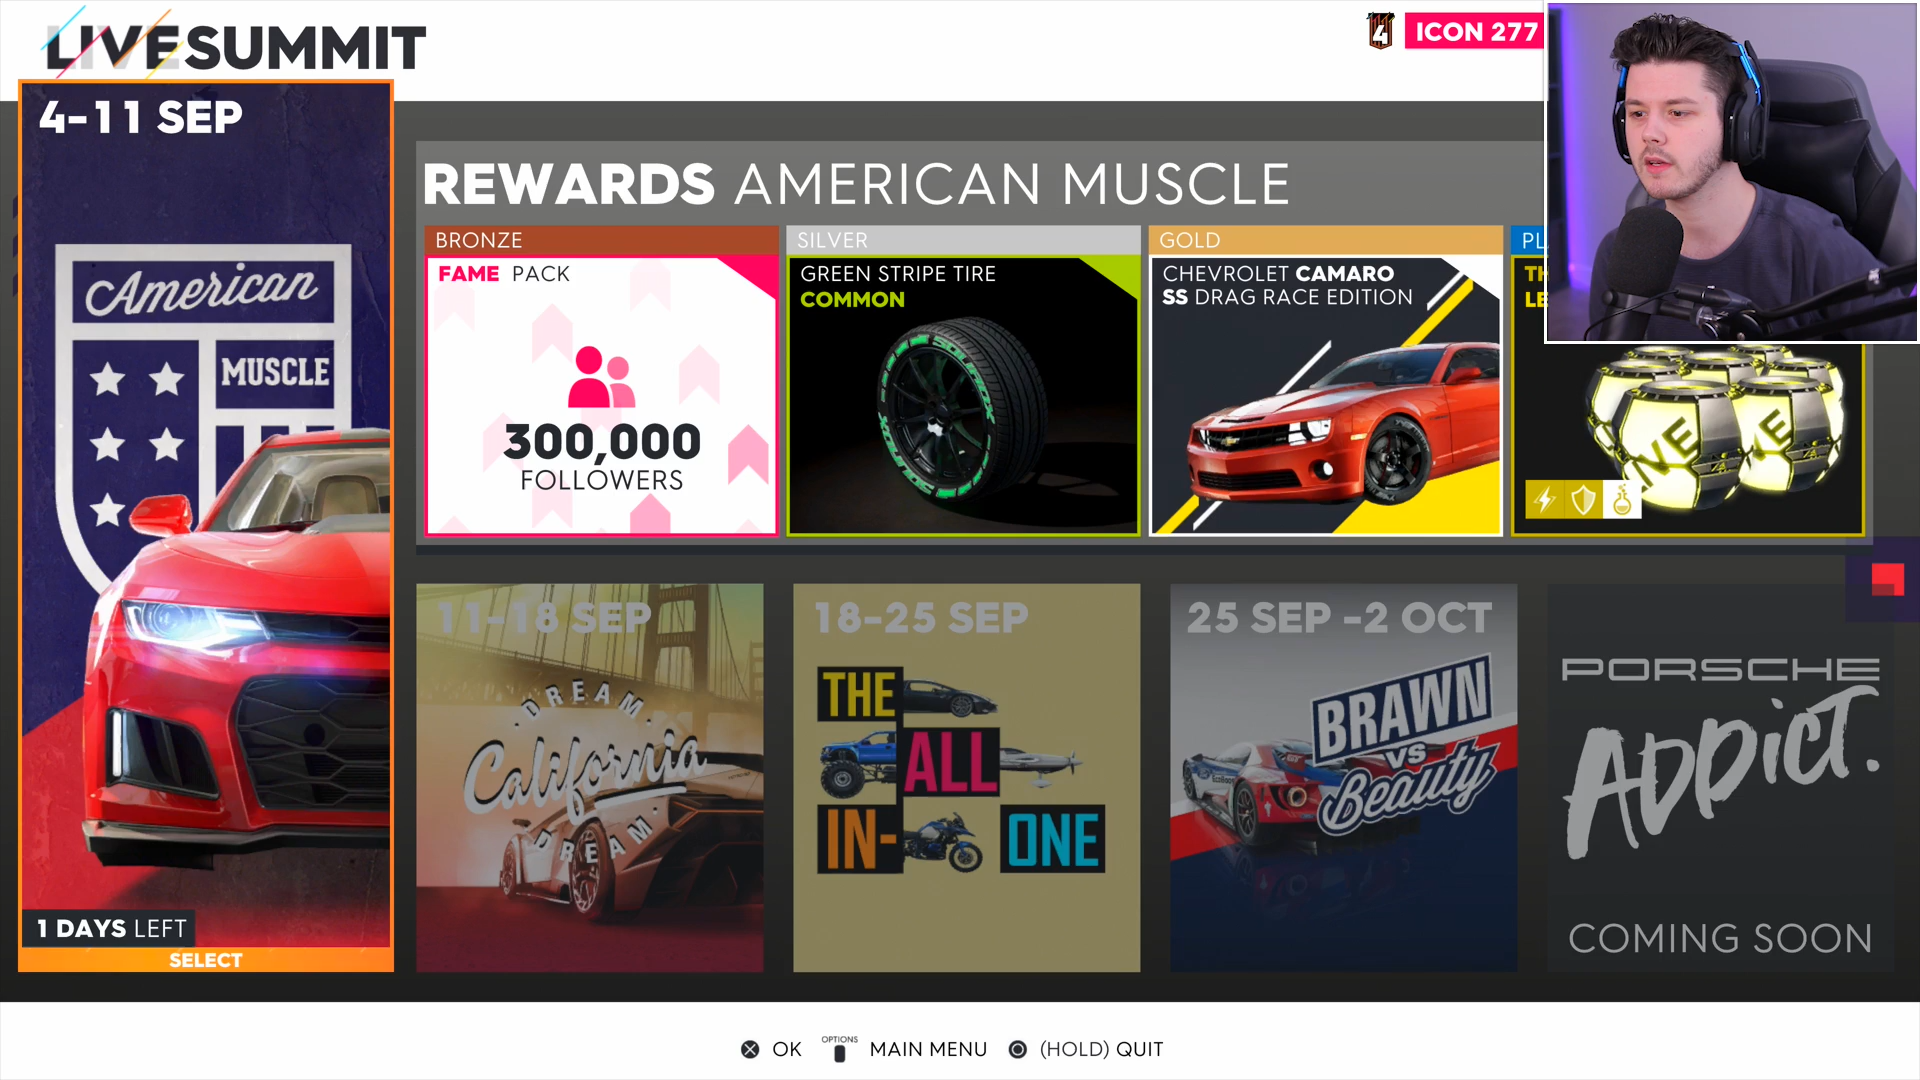 LIVESUMMIT
4 ICON 277
4-11 SEP
American
MUSCLE
1 DAYS LEFT
SELECT
REWARDS AMERICAN MUSCLE
BRONZE
FAME PACK
300,000
FOLLOWERS
SILVER
GREEN STRIPE TIRE
COMMON
GOLD
CHEVROLET CAMARO
SS DRAG RACE EDITION
LIVE
11-18 SEP
DREAM
California
DREAM
18-25 SEP
THE
ALL
IN-
ONE
25 SEP -2 OCT
BRAWN
VS
Beauty
PORSCHE
ADDICT.
COMING SOON
OK
OPTIONS
MAIN MENU
(HOLD) QUIT